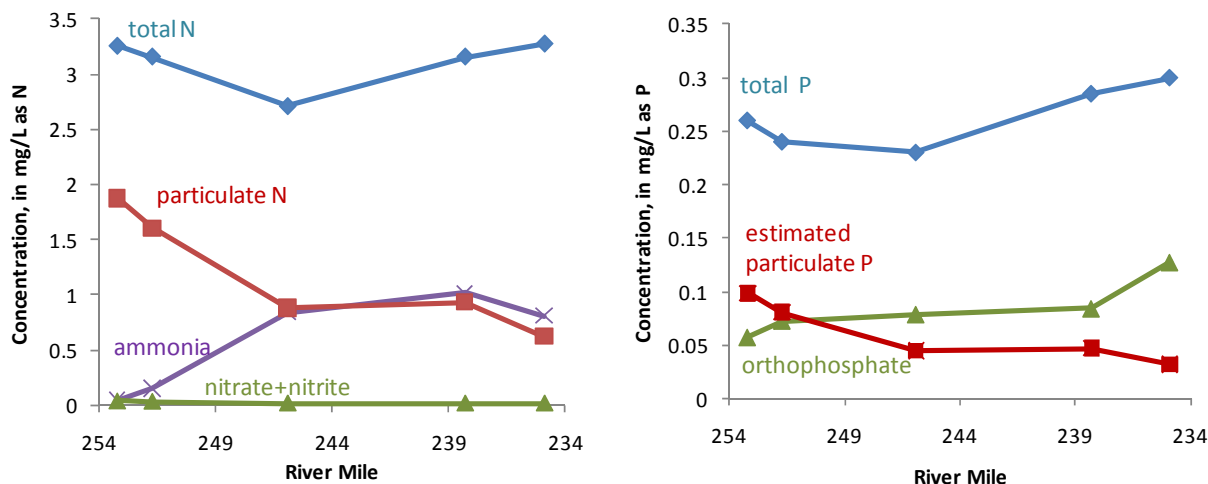 Concentration, in mg/L as N
3.5
3
2.5
2
1.5
1
0.5
0
total N
particulate N
ammonia
nitrate+nitrite
254
249
244
239
234
River Mile
Concentration, in mg/L as P
0.35
0.3
0.25
0.2
0.15
0.1
0.05
0
total P
estimated
particulate P
orthophosphate
254
249
244
239
234
River Mile